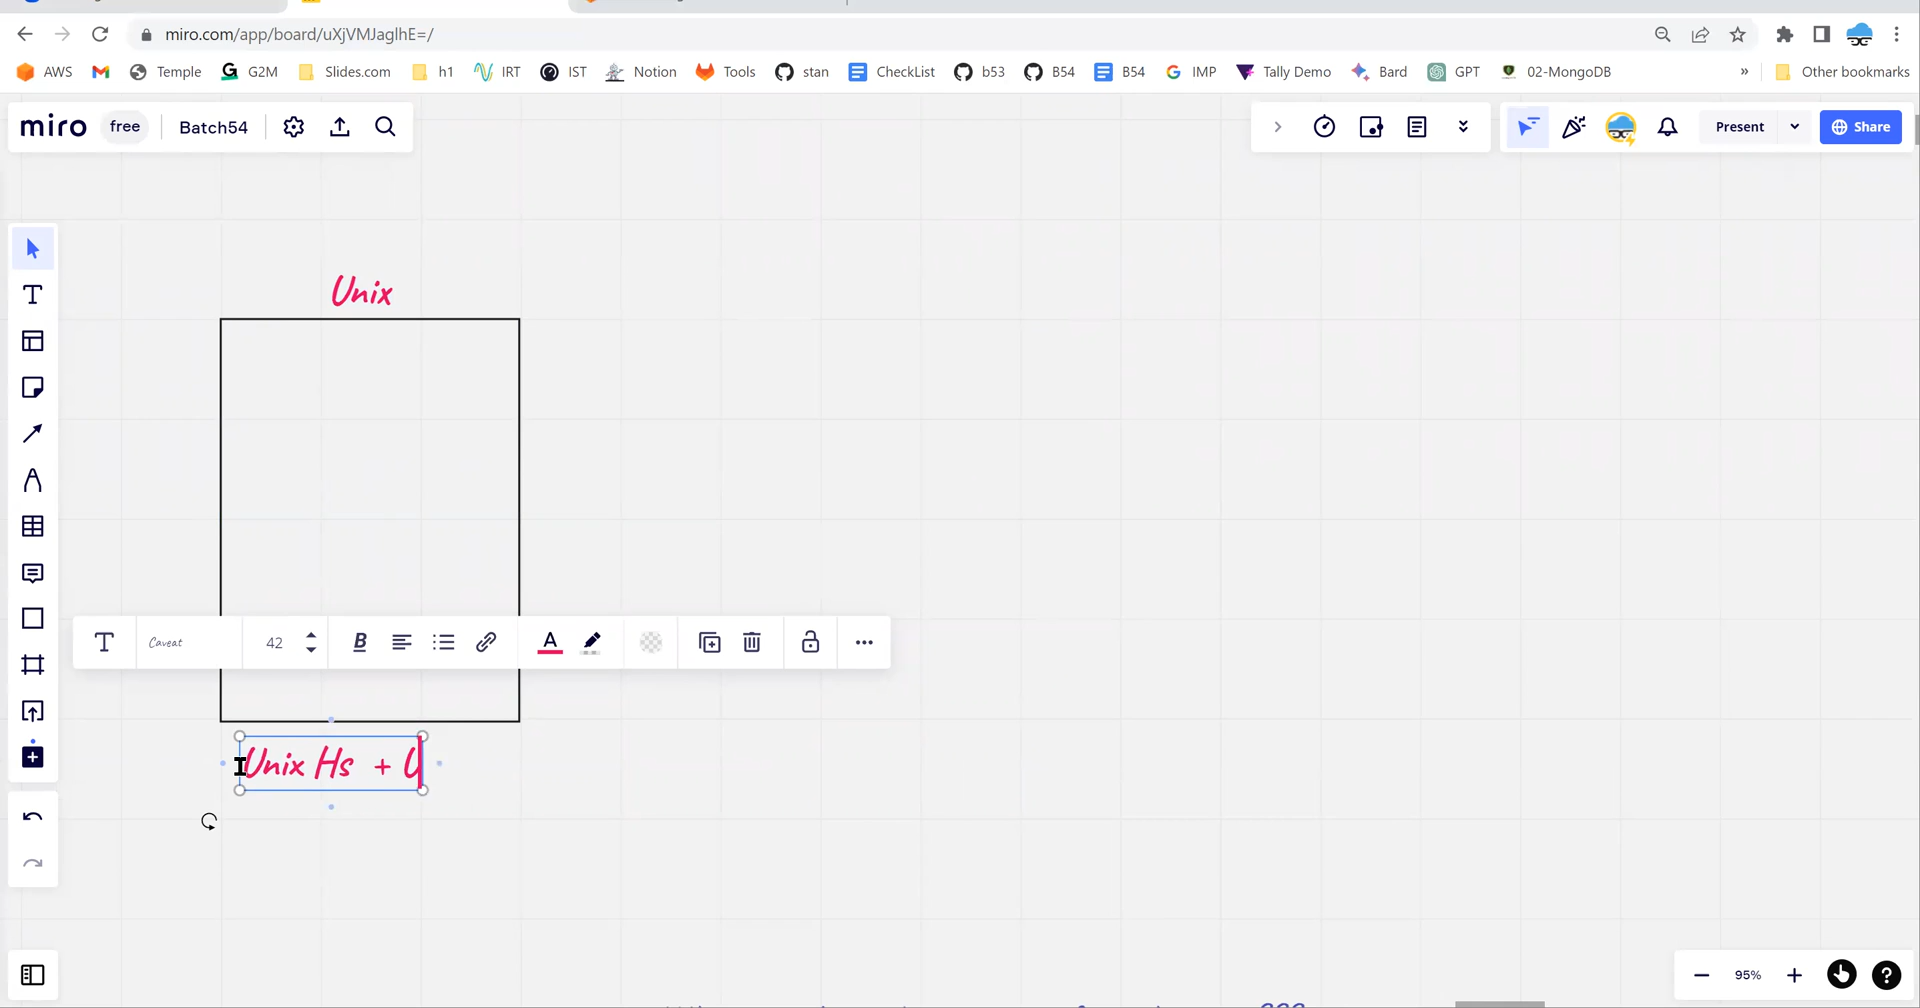 miro.com/app/board/uXjVMJaglhE=/
AWS
Temple
G2M
Slides.com
h1
IRT
IST
Notion
Tools
stan
CheckList
b53
B54
B54
IMP
Tally Demo
Bard
GPT
02-MongoDB
»
Other bookmarks
miro
free
Batch54
Present
Share
Unix
Caveat
42
Unix Hs + U
95%